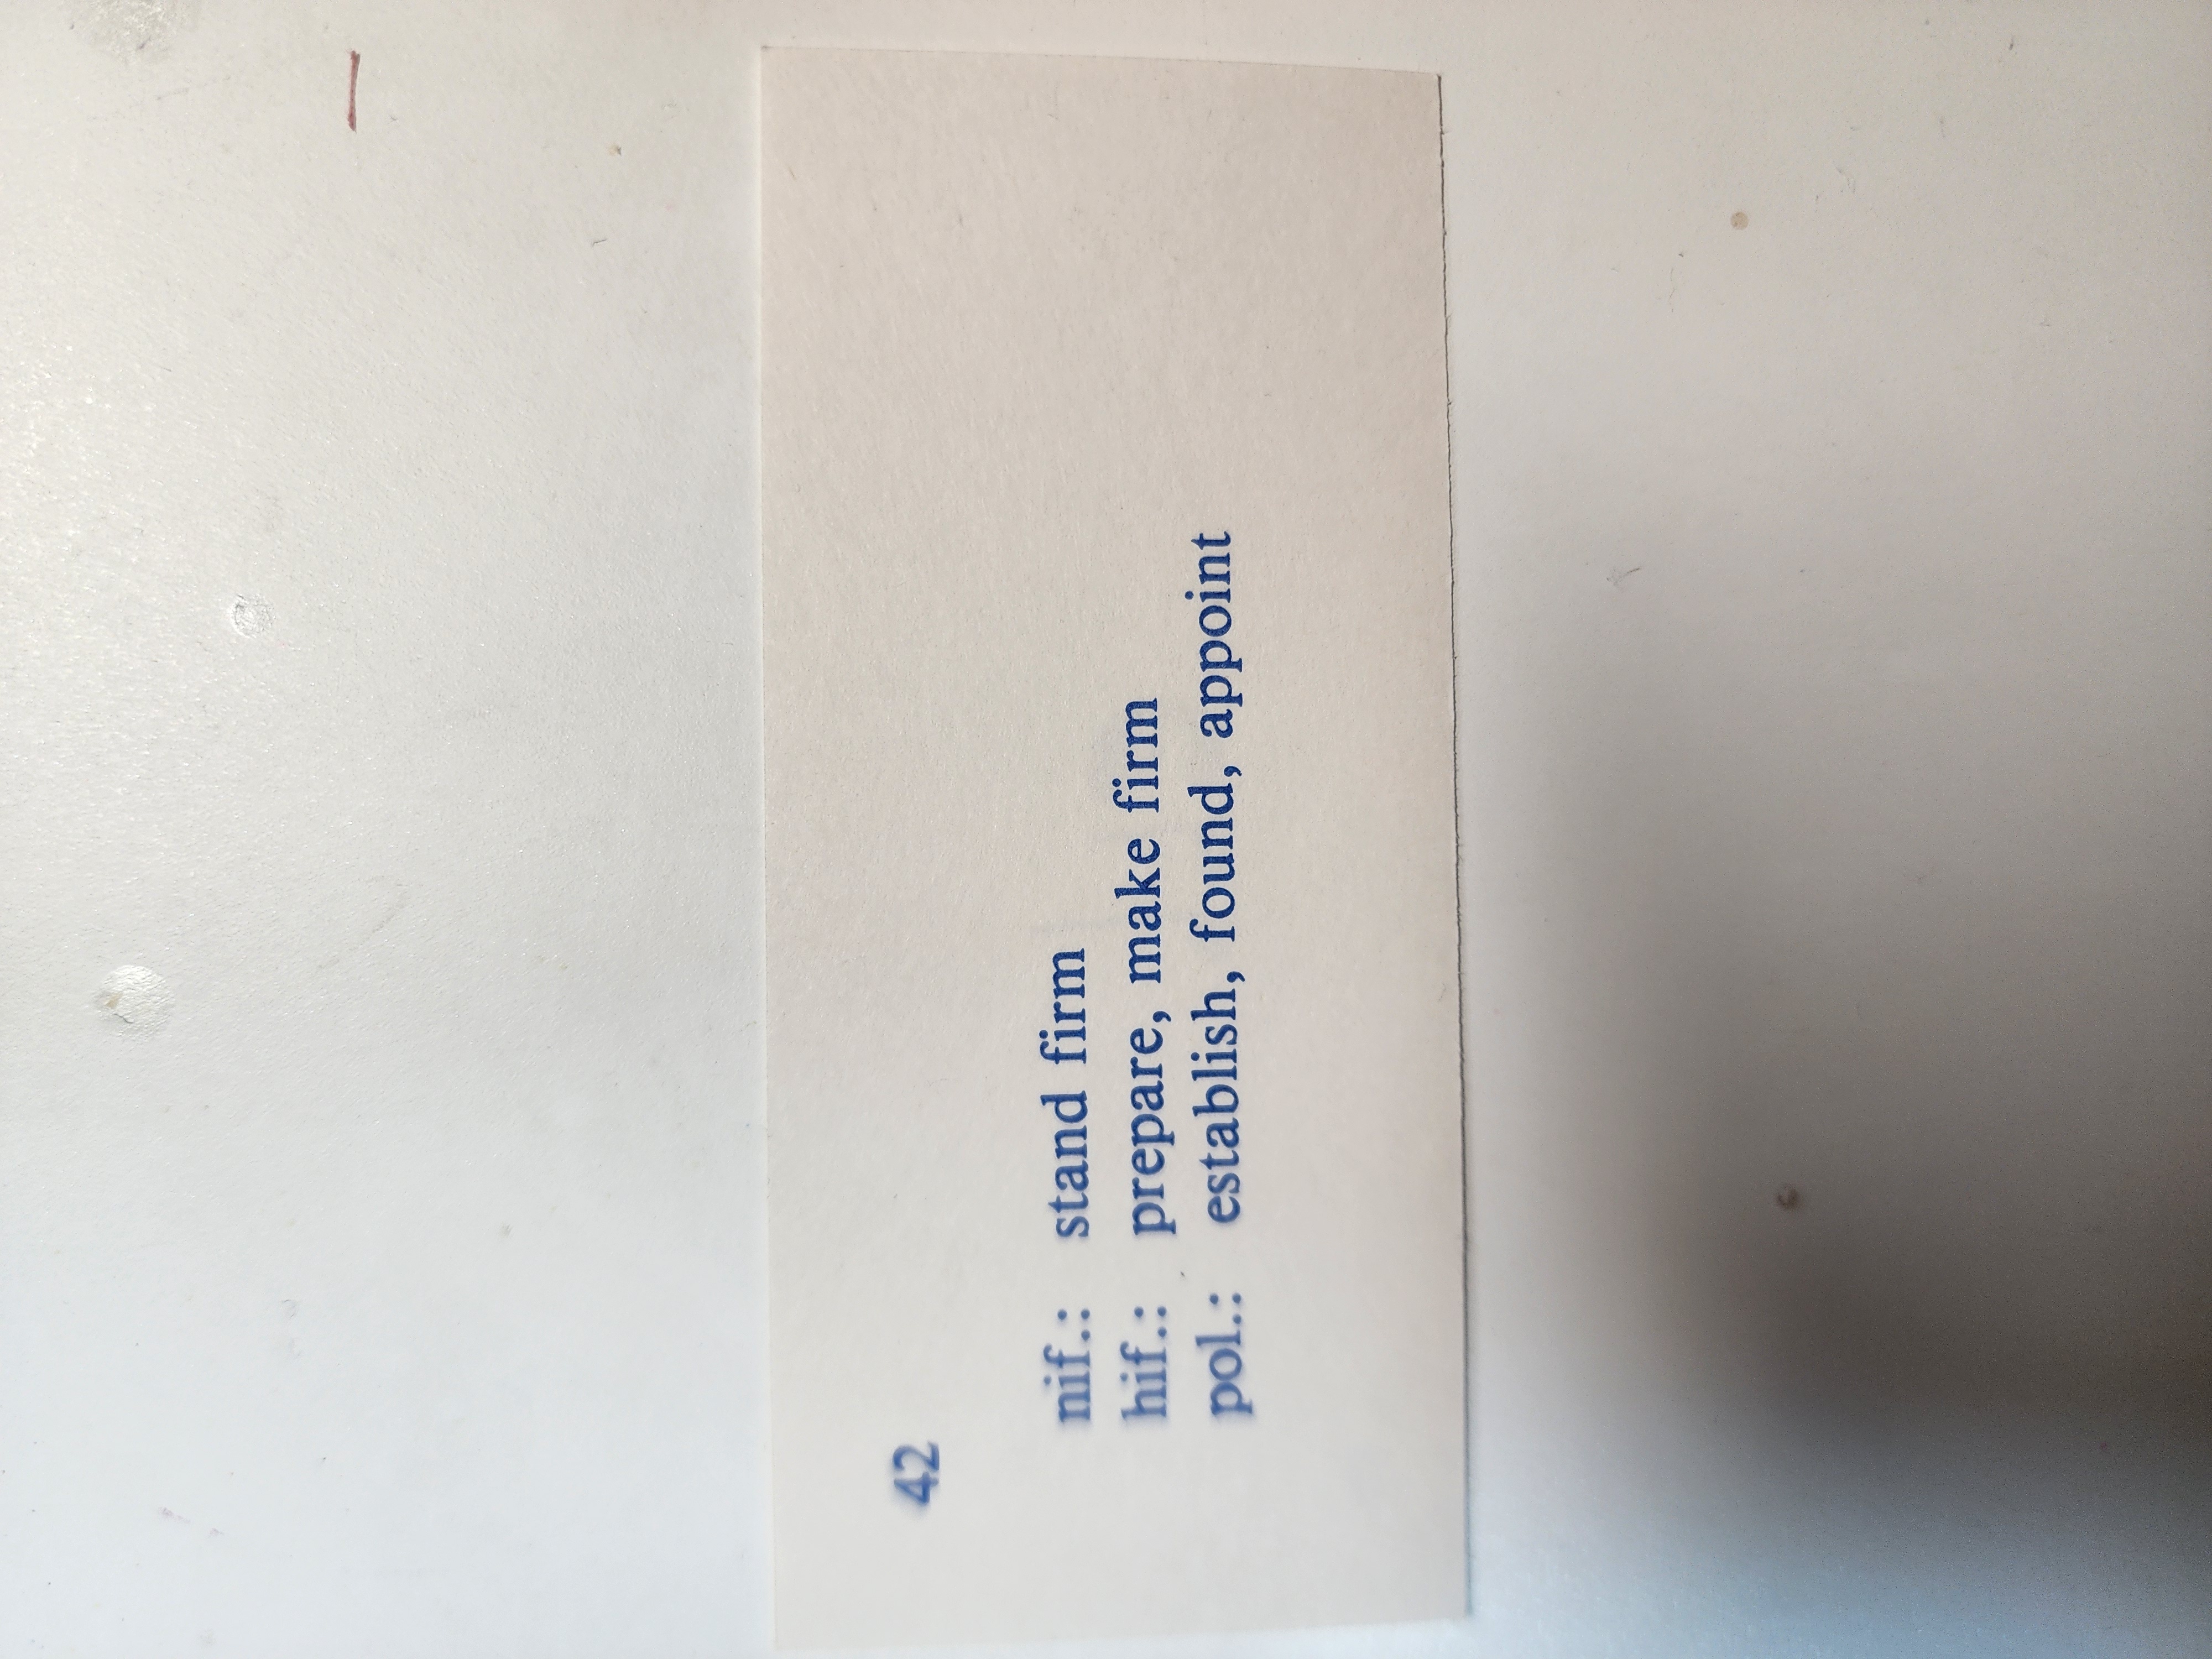 42
nif.: stand firm
hif.: prepare, make firm
pol.: establish, found, appoint